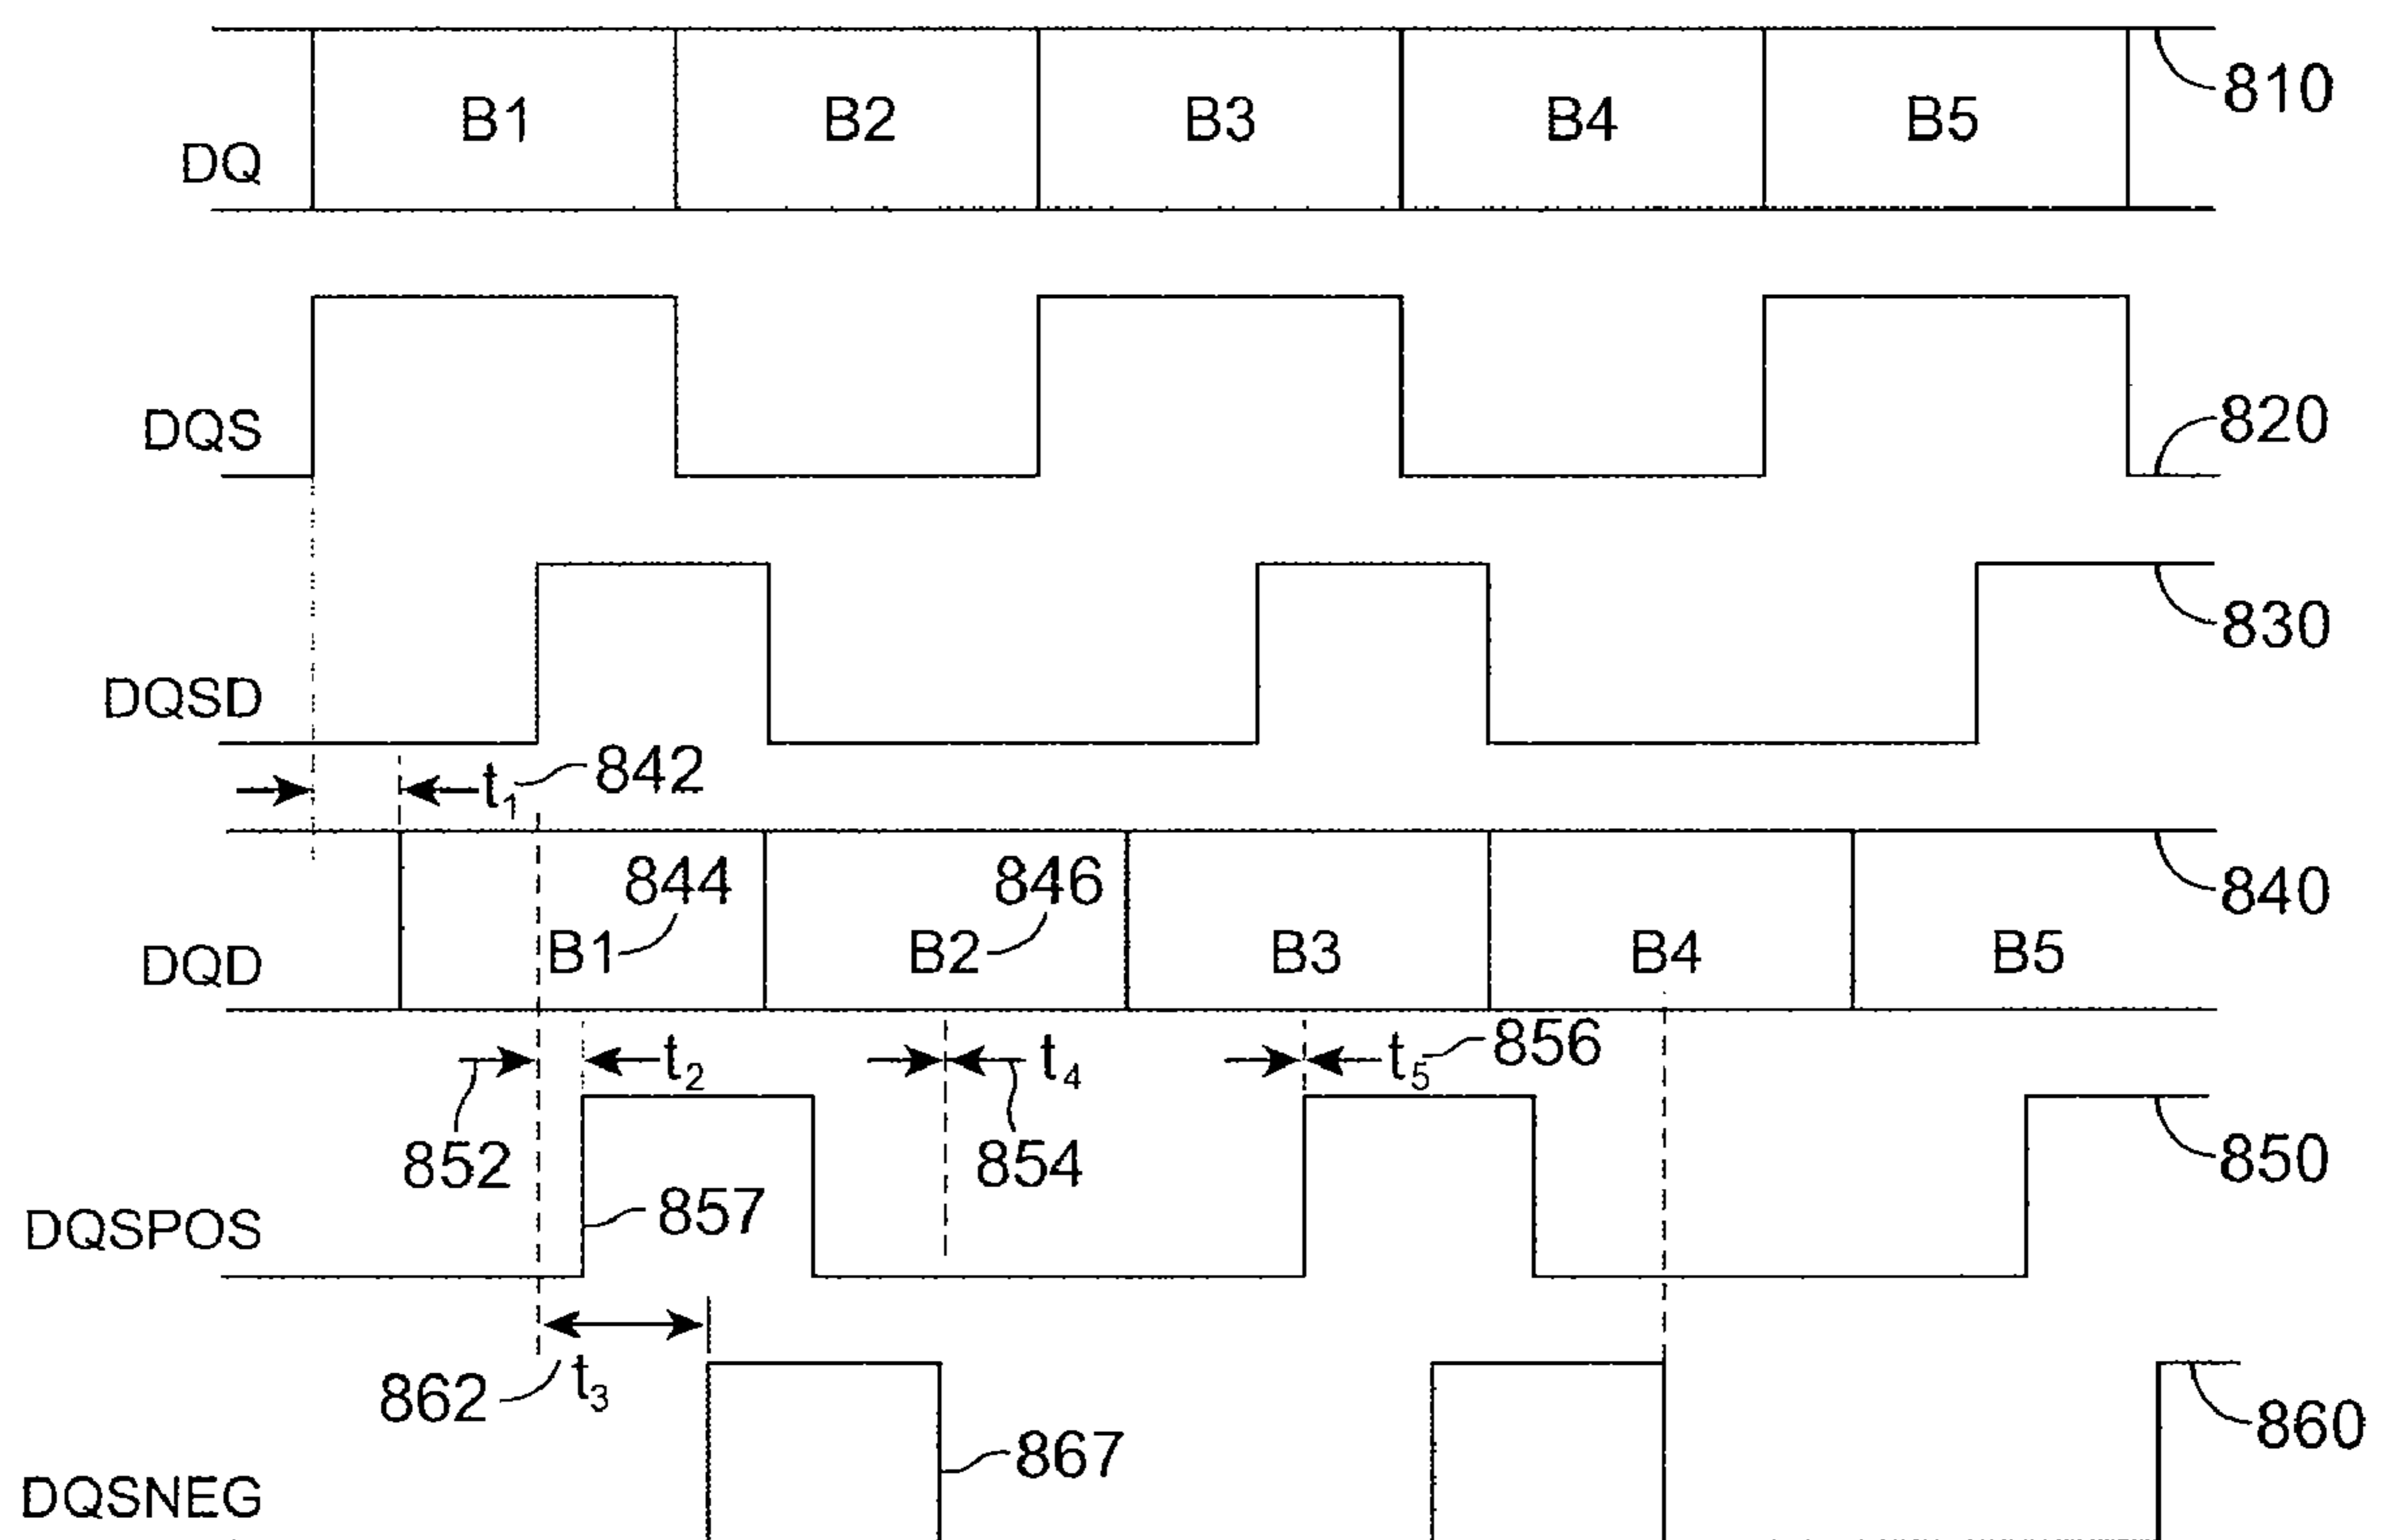 B1 B2 B3 B4 B5 810
DQ
DQS 820
DQSD 830
t1 842
844 846 840
DQD B1 B2 B3 B4 B5
t2 t4 t5 856
852 854 850
857
DQSPOS
862 t3 860
867
DQSNEG